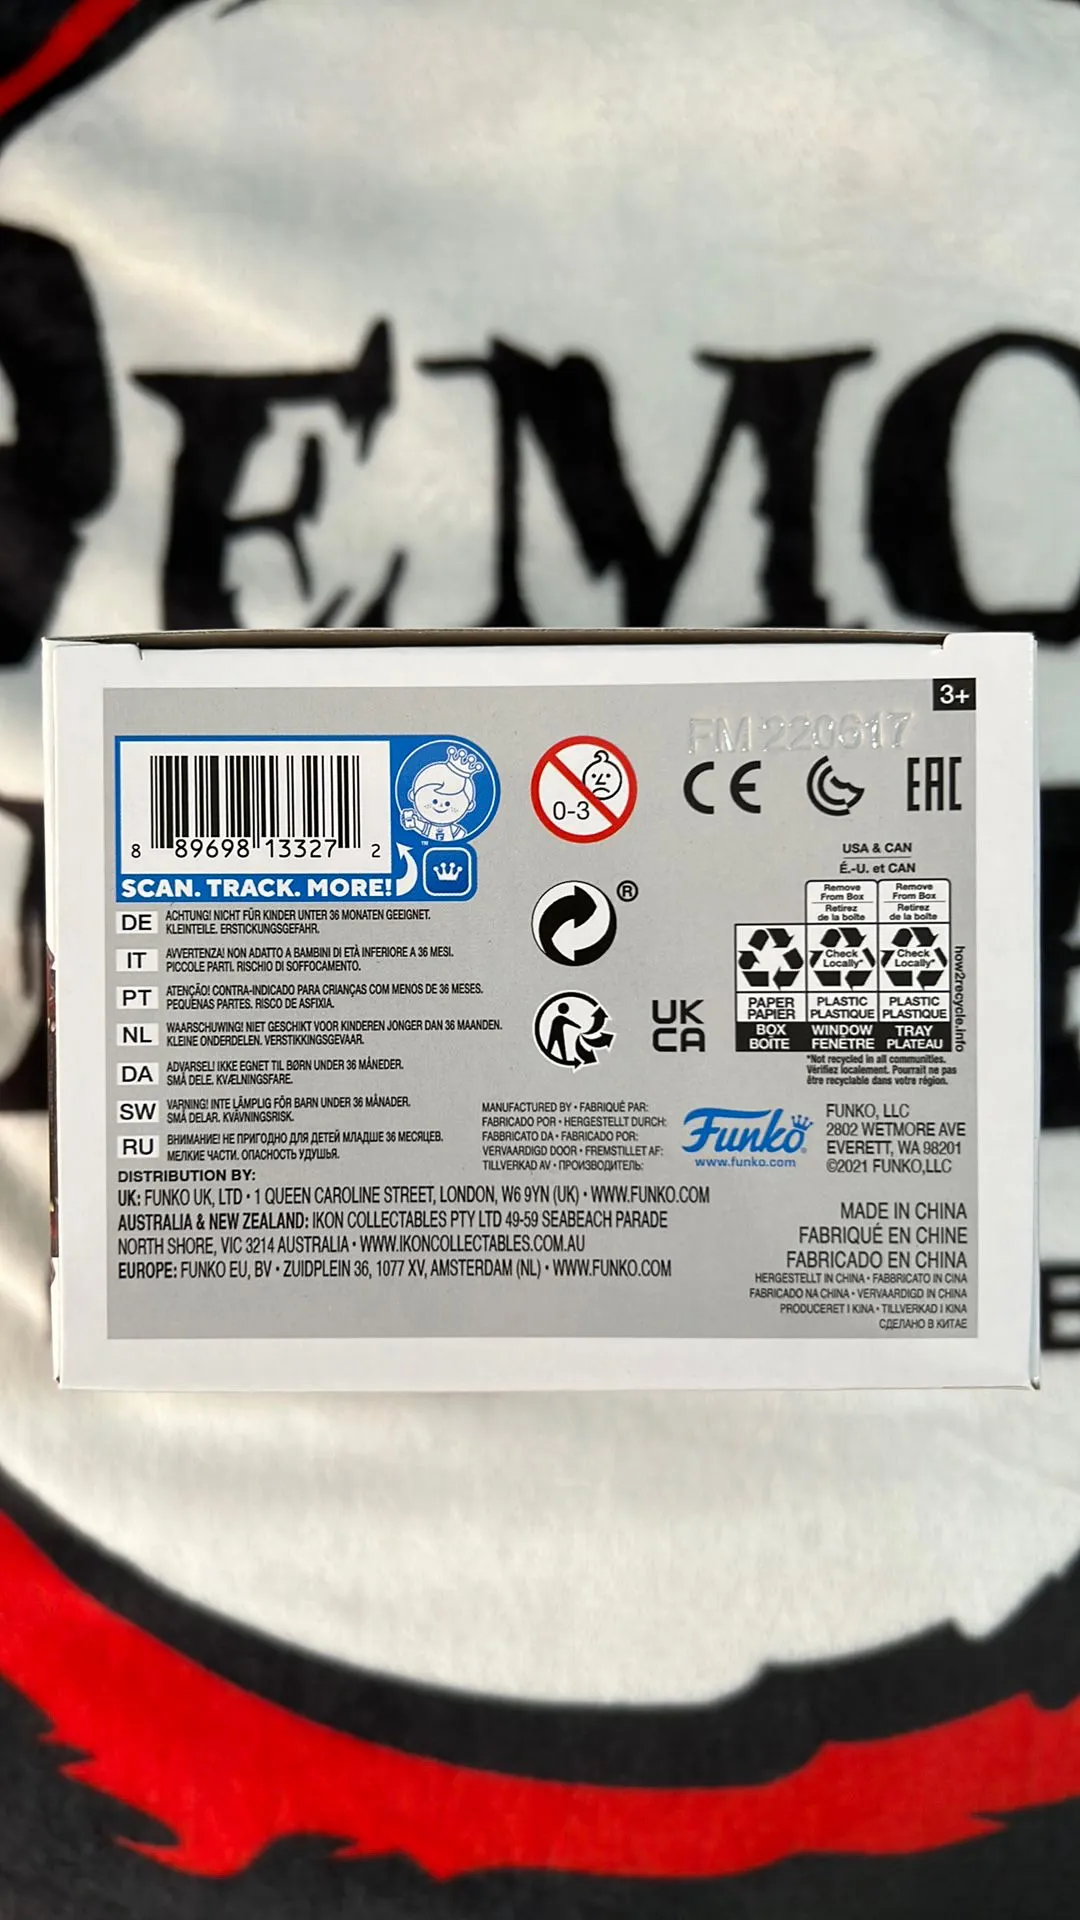 DEMO
3+
FM 220617
8 89698 13327 2
SCAN. TRACK. MORE!
™
0-3
CE
EAC
®
UK
CA
USA & CAN
É.-U. et CAN
Remove From Box
Retirez de la boîte
Remove From Box
Retirez de la boîte
Check Locally*
Check Locally*
PAPER PAPIER
PLASTIC PLASTIQUE
PLASTIC PLASTIQUE
BOX BOÎTE
WINDOW FENÊTRE
TRAY PLATEAU
how2recycle.info
*Not recycled in all communities.
Vérifiez localement. Pourrait ne pas
être recyclable dans votre région.
DE ACHTUNG! NICHT FÜR KINDER UNTER 36 MONATEN GEEIGNET.
KLEINTEILE. ERSTICKUNGSGEFAHR.
IT AVVERTENZA! NON ADATTO A BAMBINI DI ETÀ INFERIORE A 36 MESI.
PICCOLE PARTI. RISCHIO DI SOFFOCAMENTO.
PT ATENÇÃO! CONTRA-INDICADO PARA CRIANÇAS COM MENOS DE 36 MESES.
PEQUENAS PARTES. RISCO DE ASFIXIA.
NL WAARSCHUWING! NIET GESCHIKT VOOR KINDEREN JONGER DAN 36 MAANDEN.
KLEINE ONDERDELEN. VERSTIKKINGSGEVAAR.
DA ADVARSEL! IKKE EGNET TIL BØRN UNDER 36 MÅNEDER.
SMÅ DELE. KVÆLNINGSFARE.
SW VARNING! INTE LÄMPLIG FÖR BARN UNDER 36 MÅNADER.
SMÅ DELAR. KVÄVNINGSRISK.
RU ВНИМАНИЕ! НЕ ПРИГОДНО ДЛЯ ДЕТЕЙ МЛАДШЕ 36 МЕСЯЦЕВ.
МЕЛКИЕ ЧАСТИ. ОПАСНОСТЬ УДУШЬЯ.
MANUFACTURED BY • FABRIQUÉ PAR:
FABRICADO POR • HERGESTELLT DURCH:
FABBRICATO DA • FABRICADO POR:
VERVAARDIGD DOOR • FREMSTILLET AF:
TILLVERKAD AV • ПРОИЗВОДИТЕЛЬ:
Funko
www.funko.com
FUNKO, LLC
2802 WETMORE AVE
EVERETT, WA 98201
©2021 FUNKO,LLC
DISTRIBUTION BY:
UK: FUNKO UK, LTD • 1 QUEEN CAROLINE STREET, LONDON, W6 9YN (UK) • WWW.FUNKO.COM
AUSTRALIA & NEW ZEALAND: IKON COLLECTABLES PTY LTD 49-59 SEABEACH PARADE
NORTH SHORE, VIC 3214 AUSTRALIA • WWW.IKONCOLLECTABLES.COM.AU
EUROPE: FUNKO EU, BV • ZUIDPLEIN 36, 1077 XV, AMSTERDAM (NL) • WWW.FUNKO.COM
MADE IN CHINA
FABRIQUÉ EN CHINE
FABRICADO EN CHINA
HERGESTELLT IN CHINA • FABBRICATO IN CINA
FABRICADO NA CHINA • VERVAARDIGD IN CHINA
PRODUCERET I KINA • TILLVERKAD I KINA
СДЕЛАНО В КИТАЕ